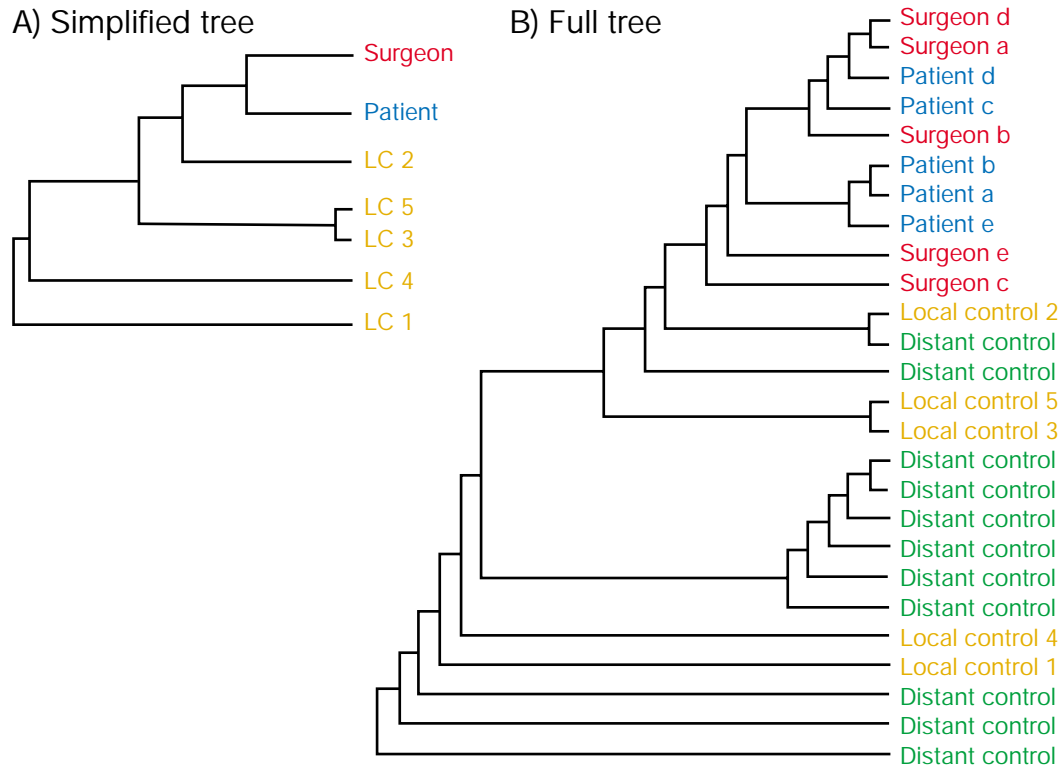 A) Simplified tree
Surgeon
Patient
LC 2
LC 5
LC 3
LC 4
LC 1
B) Full tree
Surgeon d
Surgeon a
Patient d
Patient c
Surgeon b
Patient b
Patient a
Patient e
Surgeon e
Surgeon c
Local control 2
Distant control
Distant control
Local control 5
Local control 3
Distant control
Distant control
Distant control
Distant control
Distant control
Distant control
Local control 4
Local control 1
Distant control
Distant control
Distant control